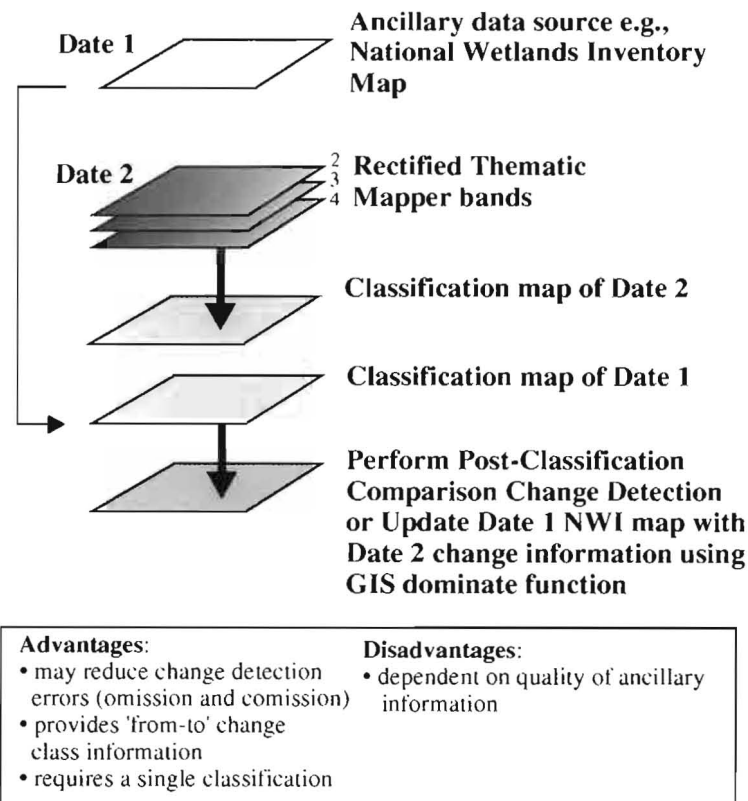 Date 1
Ancillary data source e.g.,
National Wetlands Inventory
Map
Date 2
2
3
4
Rectified Thematic
Mapper bands
Classification map of Date 2
Classification map of Date 1
Perform Post-Classification
Comparison Change Detection
or Update Date 1 NWI map with
Date 2 change information using
GIS dominate function
Advantages:
• may reduce change detection
errors (omission and comission)
• provides 'from-to' change
class information
• requires a single classification
Disadvantages:
• dependent on quality of ancillary
information